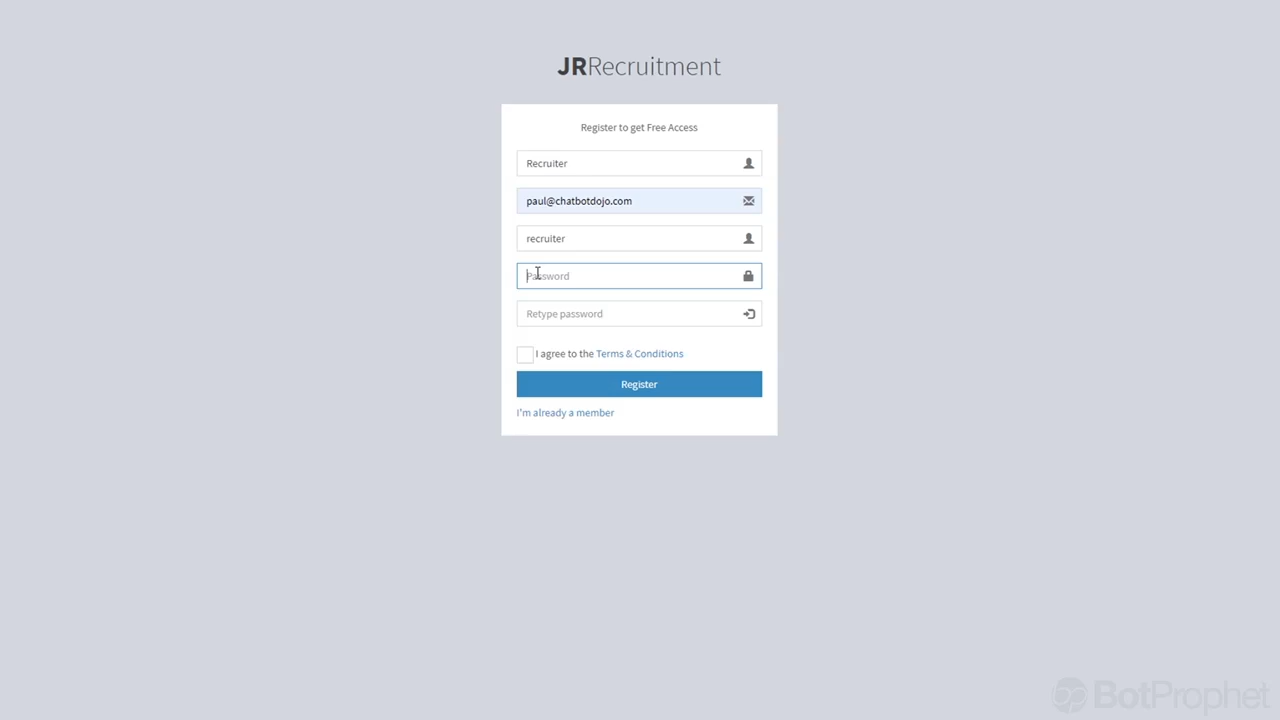 JRRecruitment
Register to get Free Access
Recruiter
paul@chatbotdojo.com
recruiter
Password
Retype password
I agree to the Terms & Conditions
Register
I'm already a member
BotProphet